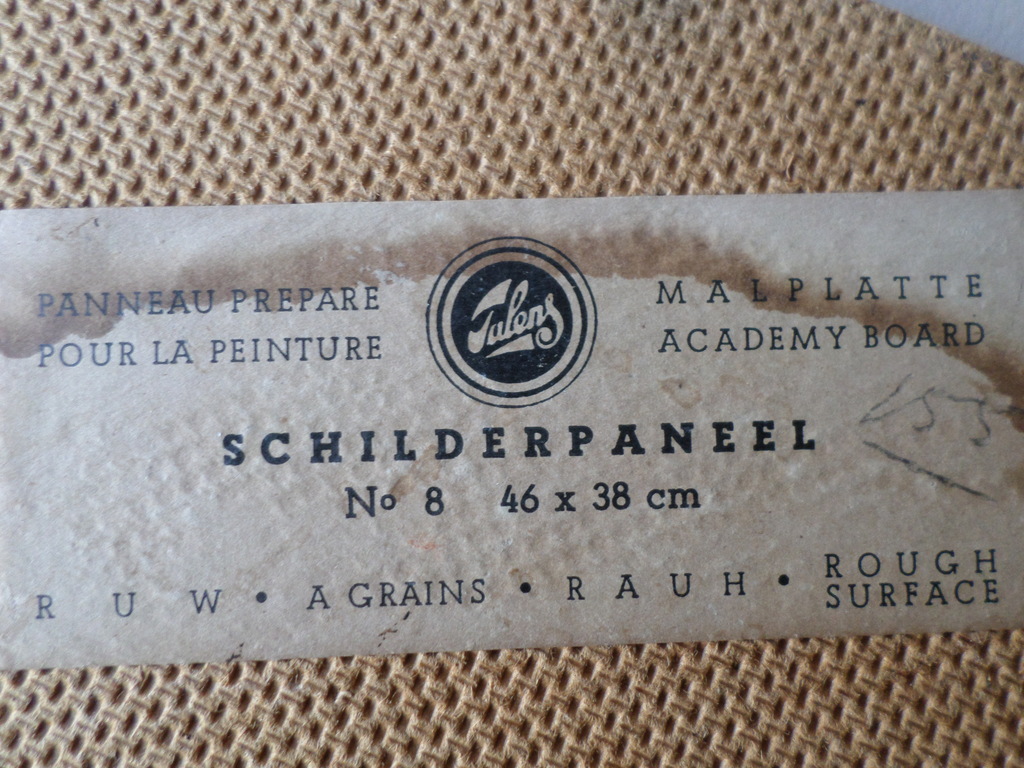 PANNEAU PREPARE
POUR LA PEINTURE
Talens
MALPLATTE
ACADEMY BOARD
SCHILDERPANEEL
No 8 46 x 38 cm
RUW • A GRAINS • RAUH • ROUGH
SURFACE